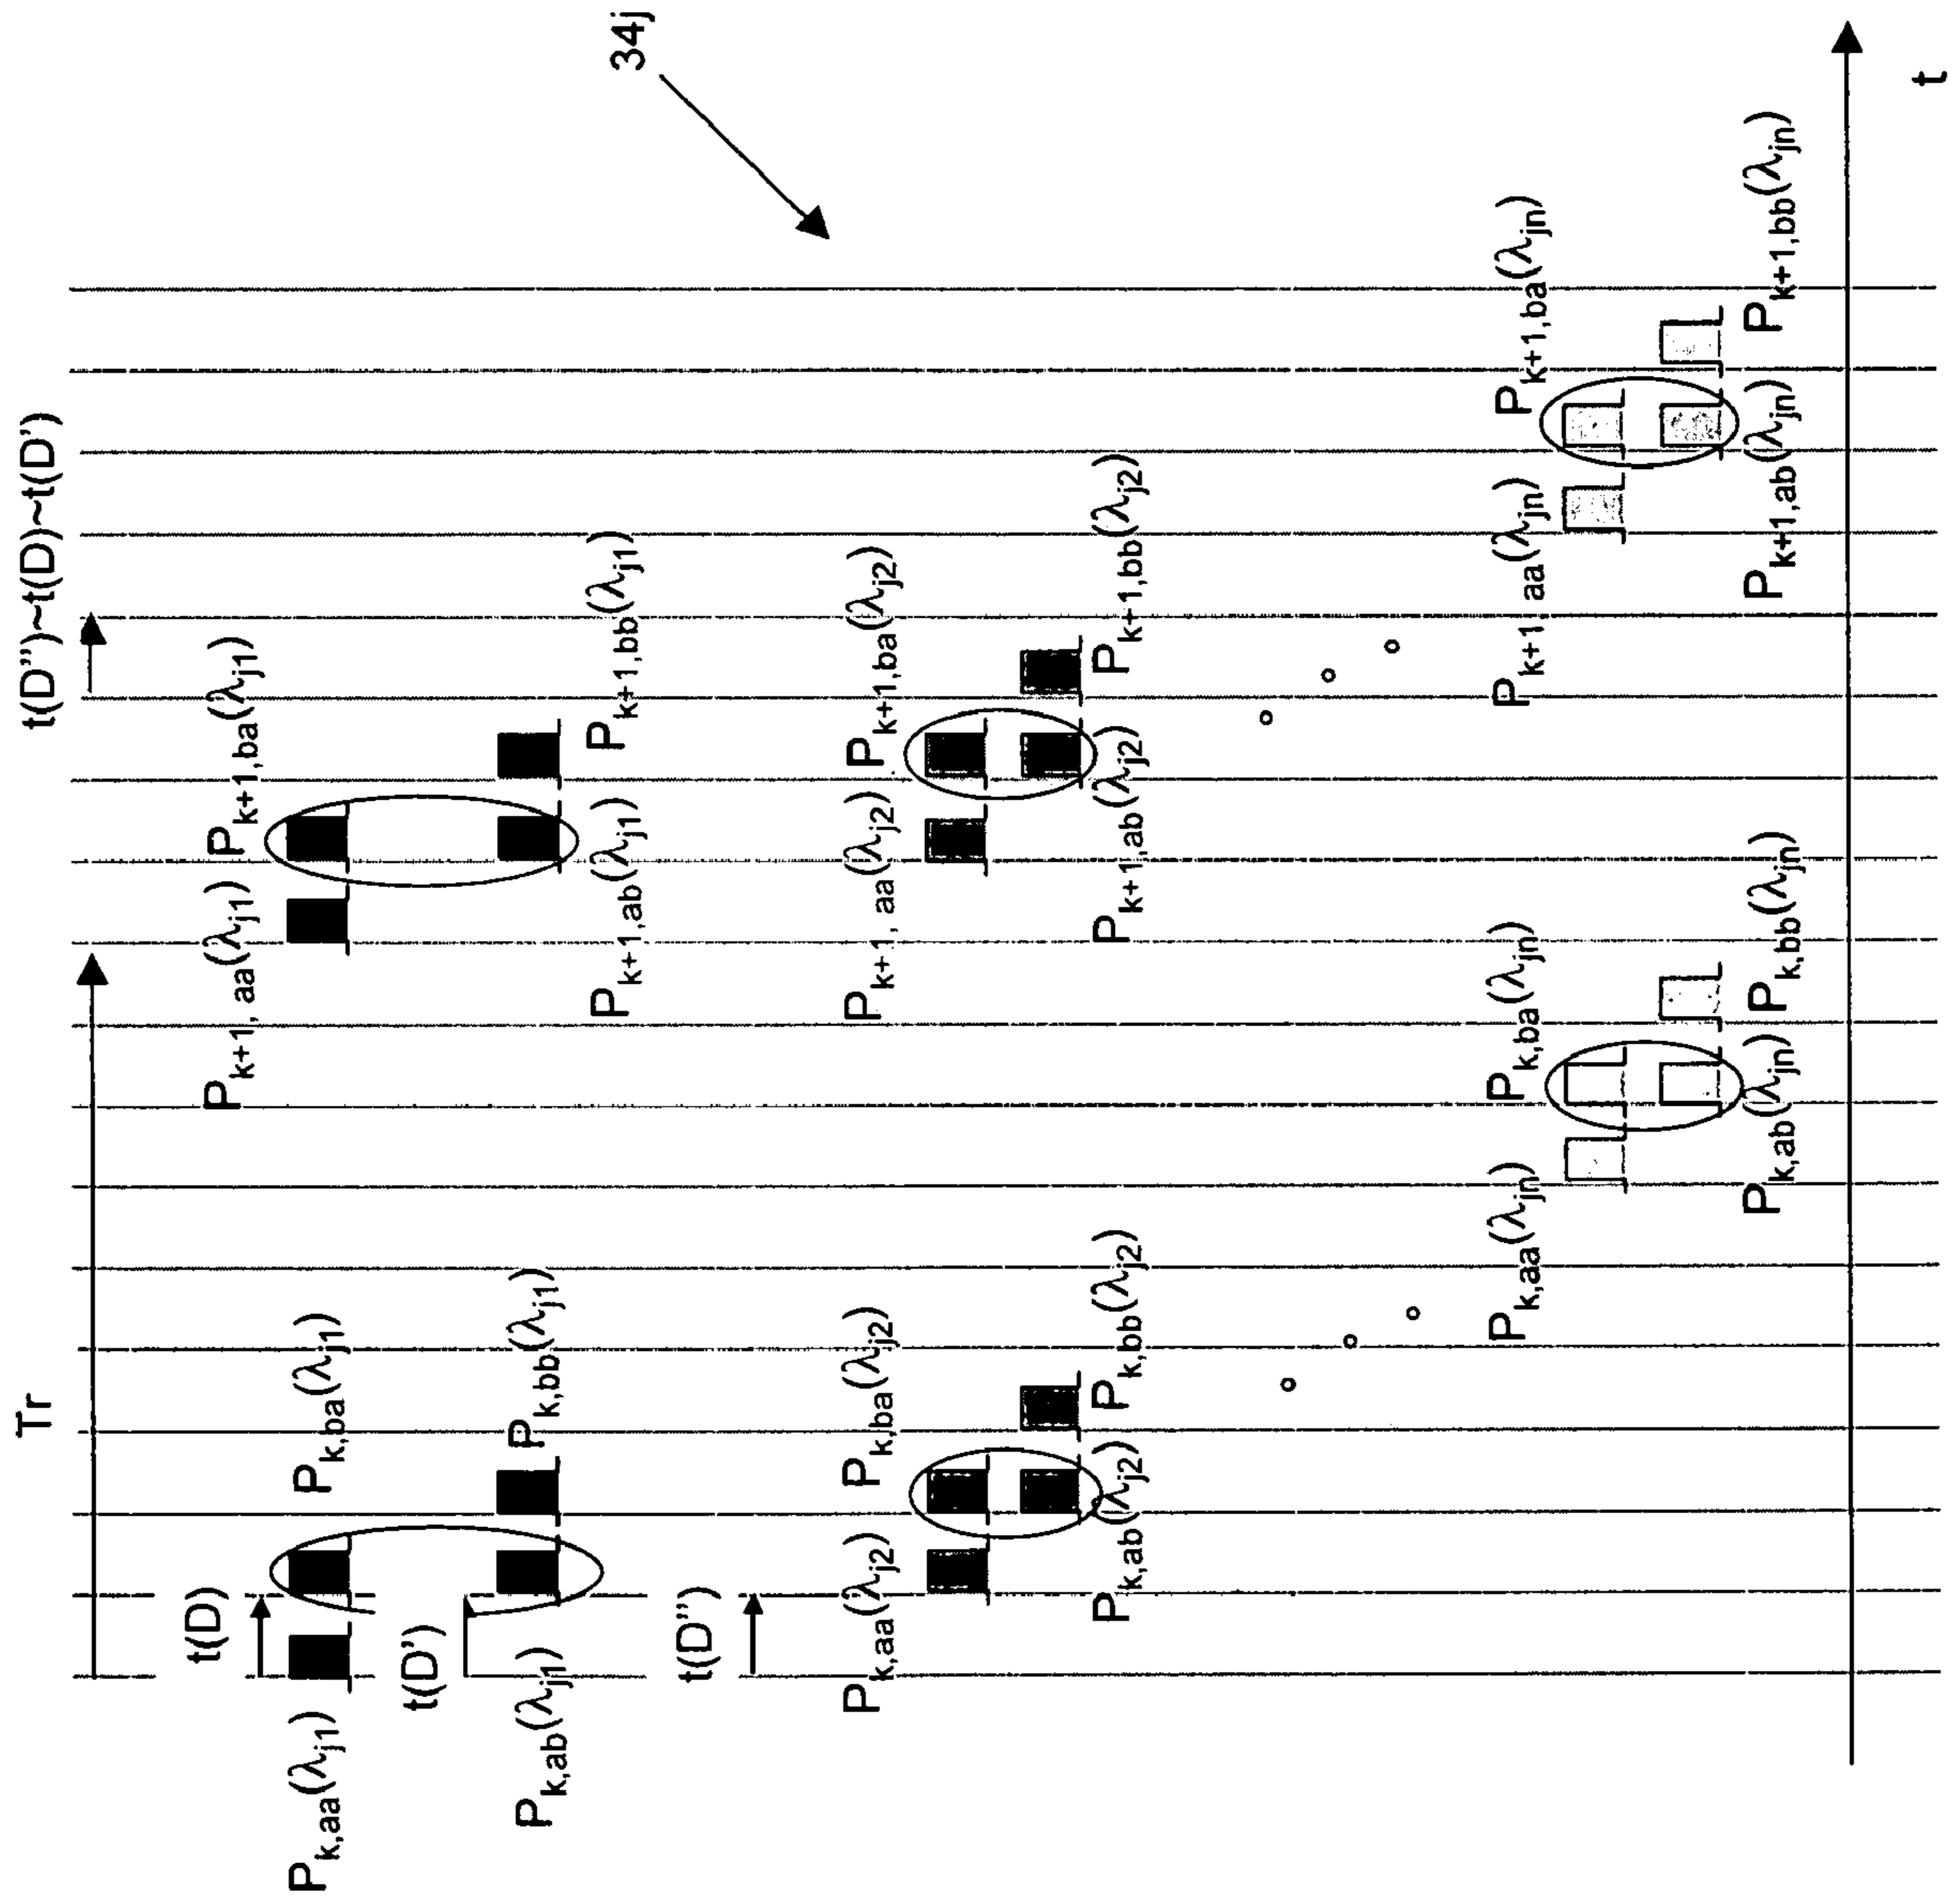 Tr
t(D'')~t(D)~t(D')
34j
t(D)
P_{k,aa}(λ_{j1})
P_{k,ba}(λ_{j1})
P_{k+1, aa}(λ_{j1})
P_{k+1,ba}(λ_{j1})
t(D')
P_{k,ab}(λ_{j1})
P_{k,bb}(λ_{j1})
P_{k+1,ab}(λ_{j1})
P_{k+1,bb}(λ_{j1})
t(D'')
P_{k,aa}(λ_{j2})
P_{k,ba}(λ_{j2})
P_{k+1, aa}(λ_{j2})
P_{k+1,ba}(λ_{j2})
P_{k,ab}(λ_{j2})
P_{k,bb}(λ_{j2})
P_{k+1,ab}(λ_{j2})
P_{k+1,bb}(λ_{j2})
P_{k,aa}(λ_{jn})
P_{k,ba}(λ_{jn})
P_{k+1 aa}(λ_{jn})
P_{k+1,ba}(λ_{jn})
P_{k,ab}(λ_{jn})
P_{k,bb}(λ_{jn})
P_{k+1,ab}(λ_{jn})
P_{k+1,bb}(λ_{jn})
t